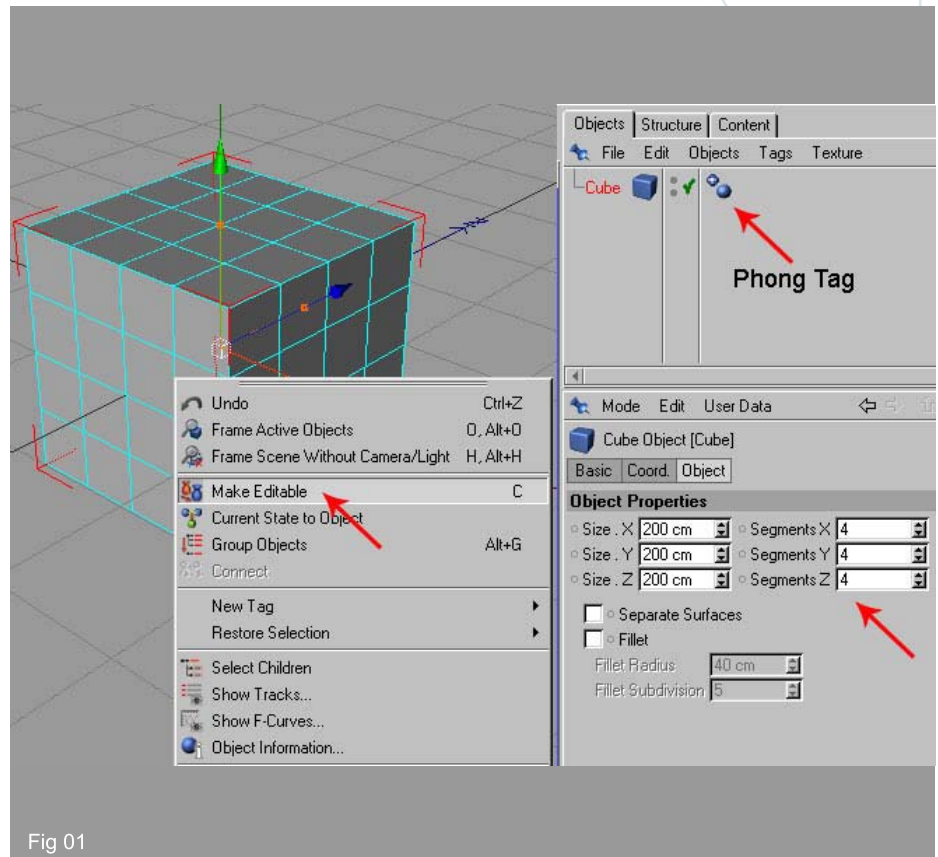 Objects Structure Content
File Edit Objects Tags Texture
Cube
Phong Tag
Undo Ctrl+Z
Frame Active Objects O, Alt+O
Frame Scene Without Camera/Light H, Alt+H
Make Editable C
Current State to Object
Group Objects Alt+G
Connect
New Tag
Restore Selection
Select Children
Show Tracks...
Show F-Curves...
Object Information...
Mode Edit User Data
Cube Object [Cube]
Basic Coord. Object
Object Properties
Size . X 200 cm Segments X 4
Size . Y 200 cm Segments Y 4
Size . Z 200 cm Segments Z 4
Separate Surfaces
Fillet
Fillet Radius 40 cm
Fillet Subdivision 5
Fig 01